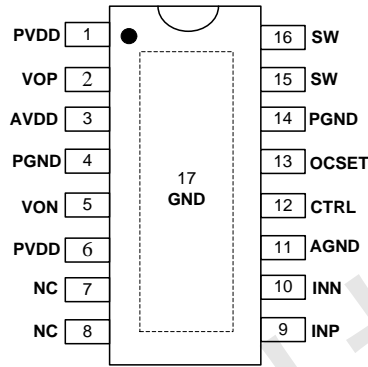 PVDD 1
VOP 2
AVDD 3
PGND 4
VON 5
PVDD 6
NC 7
NC 8
17
GND
16 SW
15 SW
14 PGND
13 OCSET
12 CTRL
11 AGND
10 INN
9 INP